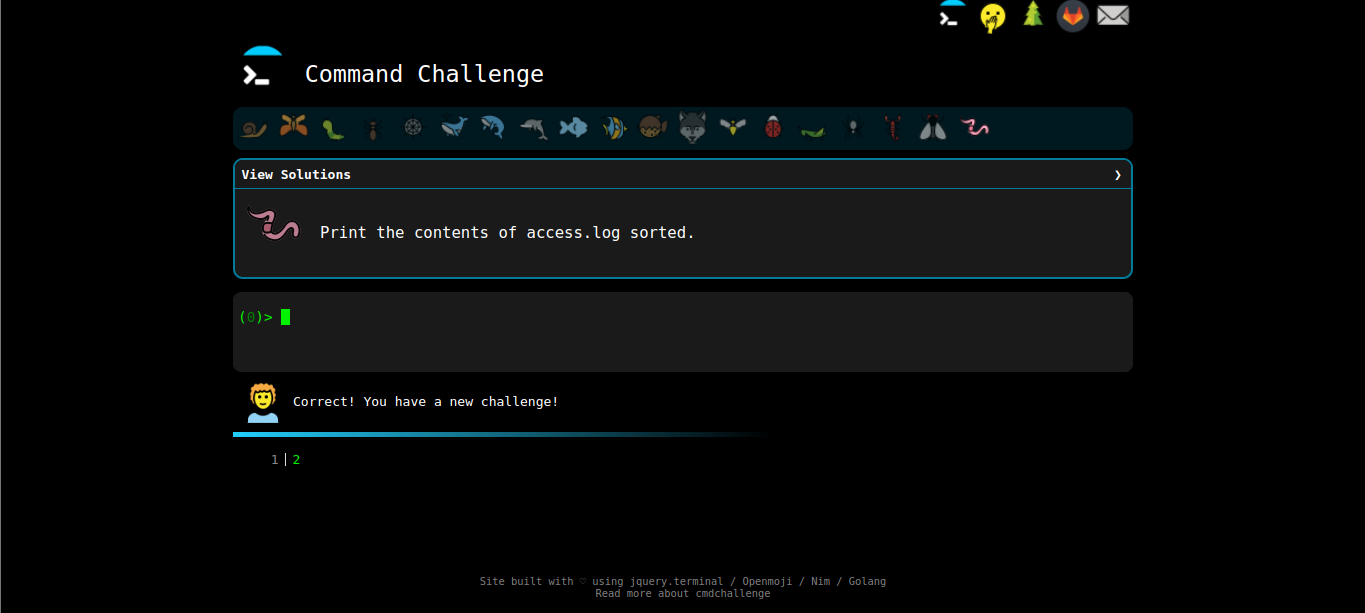 Command Challenge
View Solutions ❯
Print the contents of access.log sorted.
(0)>
Correct! You have a new challenge!
1 | 2
Site built with ♡ using jquery.terminal / Openmoji / Nim / Golang
Read more about cmdchallenge